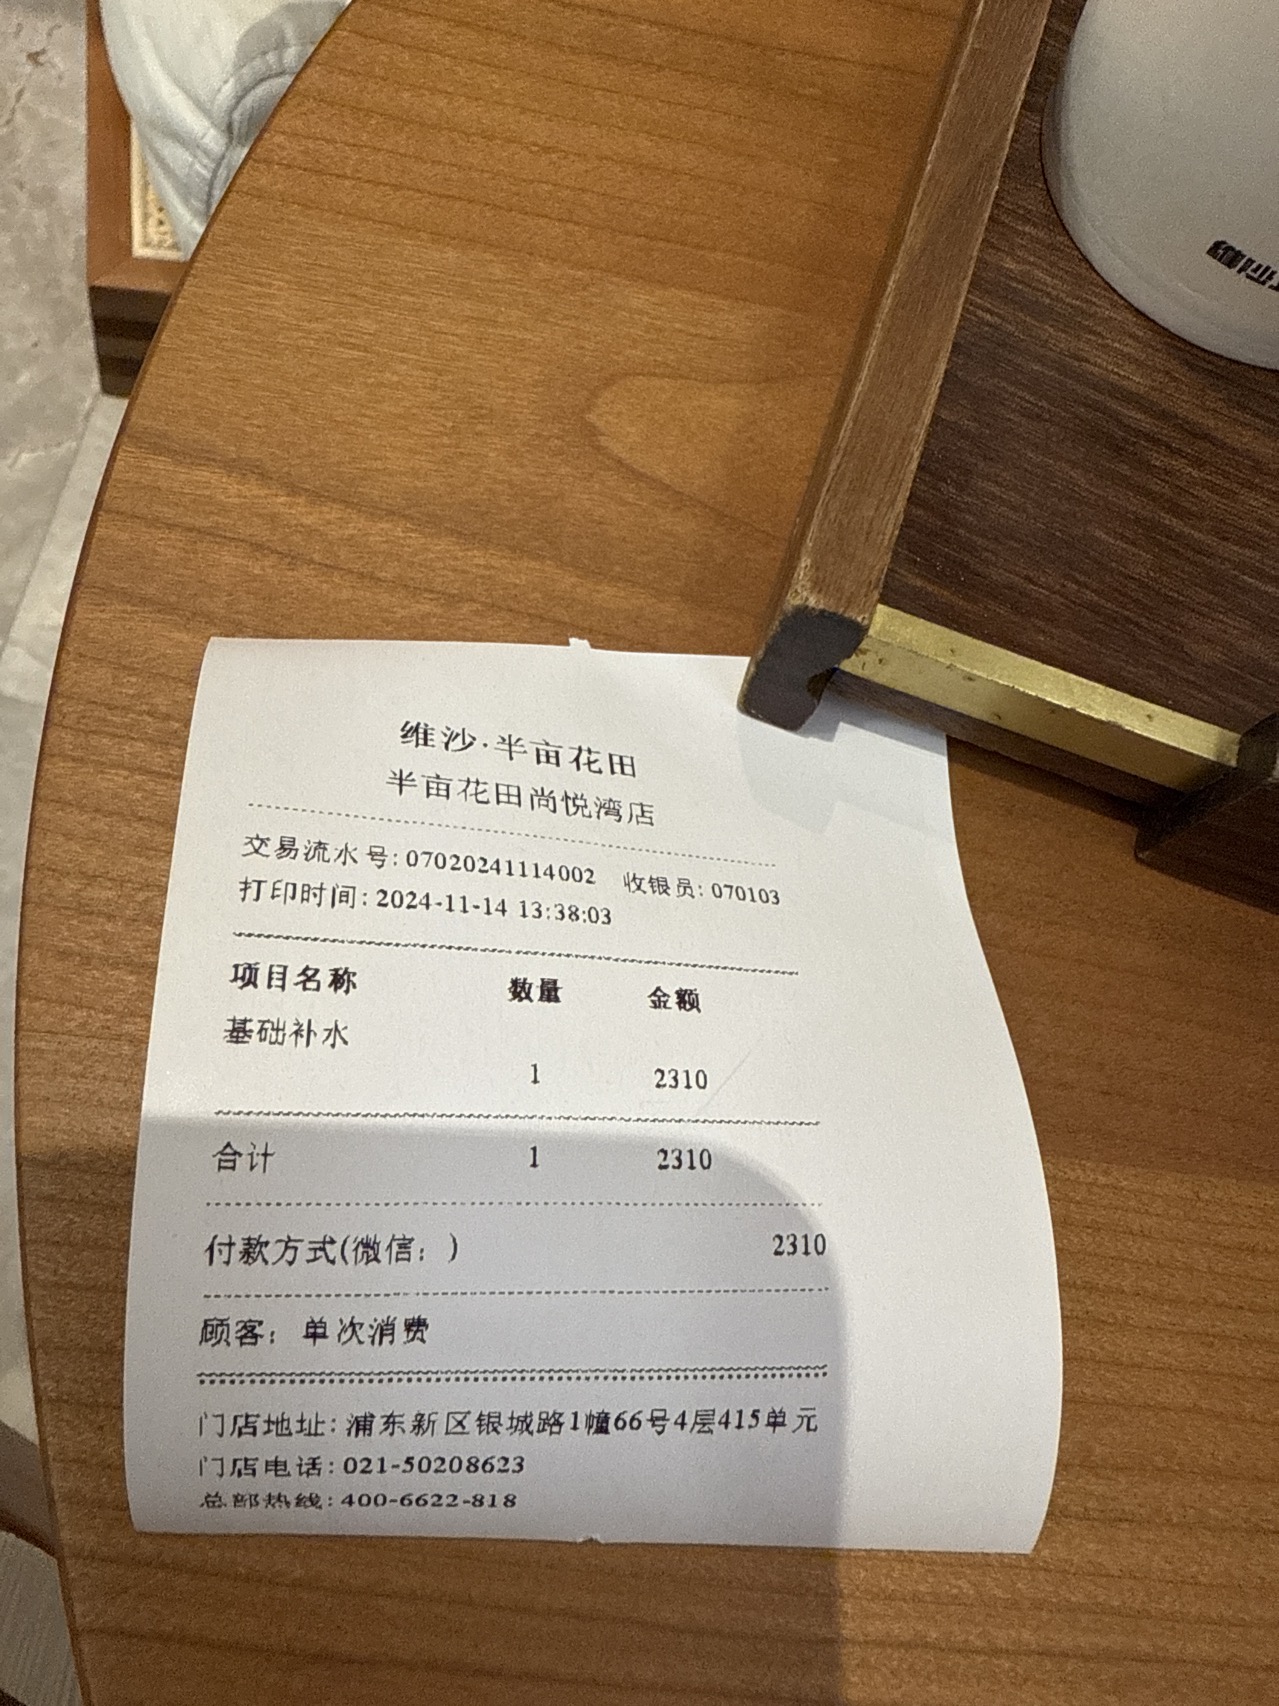 维沙·半亩花田
半亩花田尚悦湾店
交易流水号: 07020241114002 收银员: 070103
打印时间: 2024-11-14 13:38:03
项目名称 数量 金额
基础补水
1 2310
合计 1 2310
付款方式(微信: ) 2310
顾客: 单次消费
门店地址: 浦东新区银城路1幢66号4层415单元
门店电话: 021-50208623
总部热线: 400-6622-818